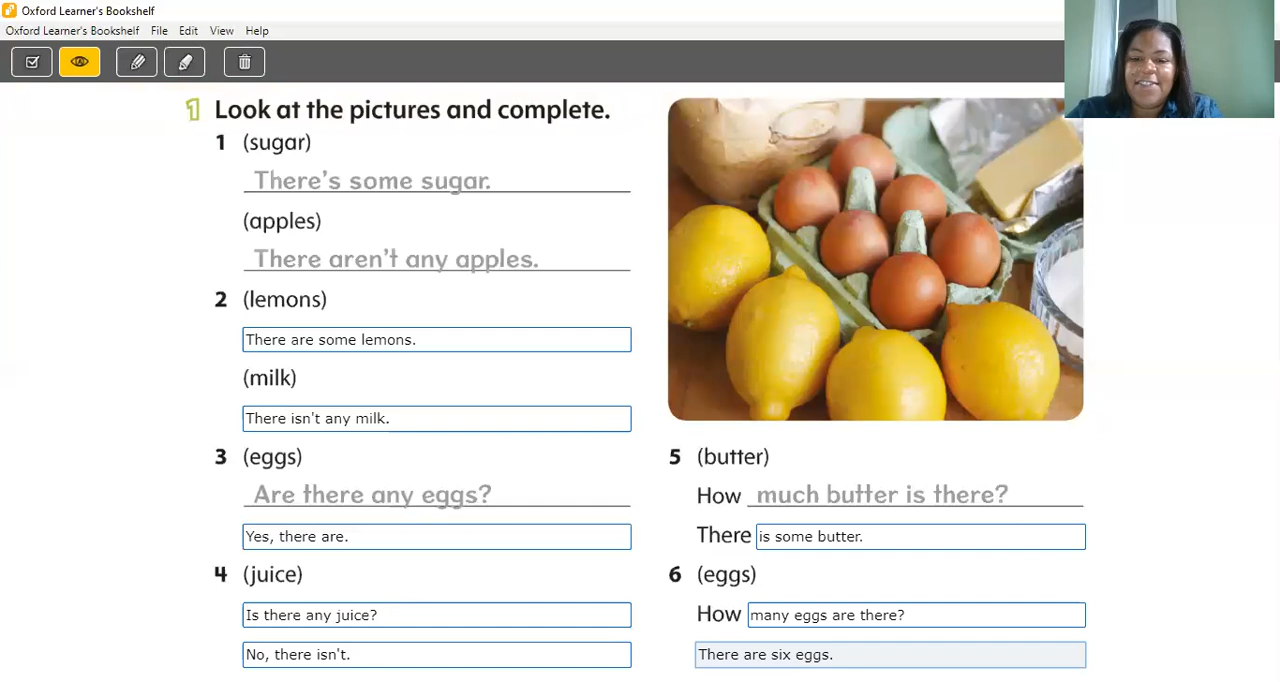 Oxford Learner's Bookshelf
Oxford Learner's Bookshelf File Edit View Help
1 Look at the pictures and complete.
1 (sugar)
There's some sugar.
(apples)
There aren't any apples.
2 (lemons)
There are some lemons.
(milk)
There isn't any milk.
3 (eggs)
Are there any eggs?
Yes, there are.
4 (juice)
Is there any juice?
No, there isn't.
5 (butter)
How much butter is there?
There is some butter.
6 (eggs)
How many eggs are there?
There are six eggs.